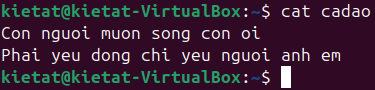 kietat@kietat-VirtualBox:~$ cat cadao
Con nguoi muon song con oi
Phai yeu dong chi yeu nguoi anh em
kietat@kietat-VirtualBox:~$